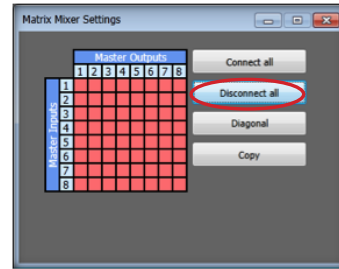 Matrix Mixer Settings
Master Outputs
1 2 3 4 5 6 7 8
Master Inputs
1
2
3
4
5
6
7
8
Connect all
Disconnect all
Diagonal
Copy